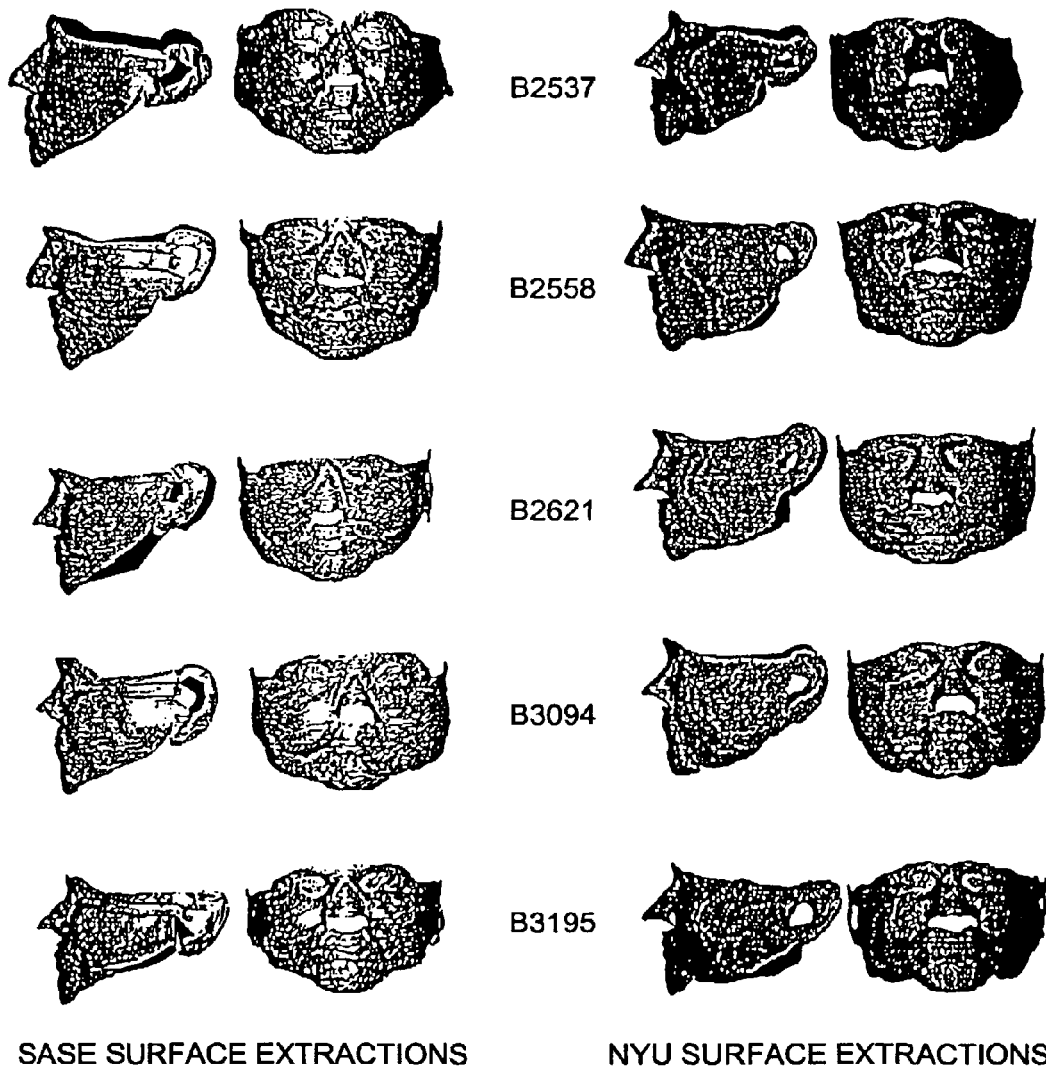 B2537
B2558
B2621
B3094
B3195
SASE SURFACE EXTRACTIONS
NYU SURFACE EXTRACTIONS